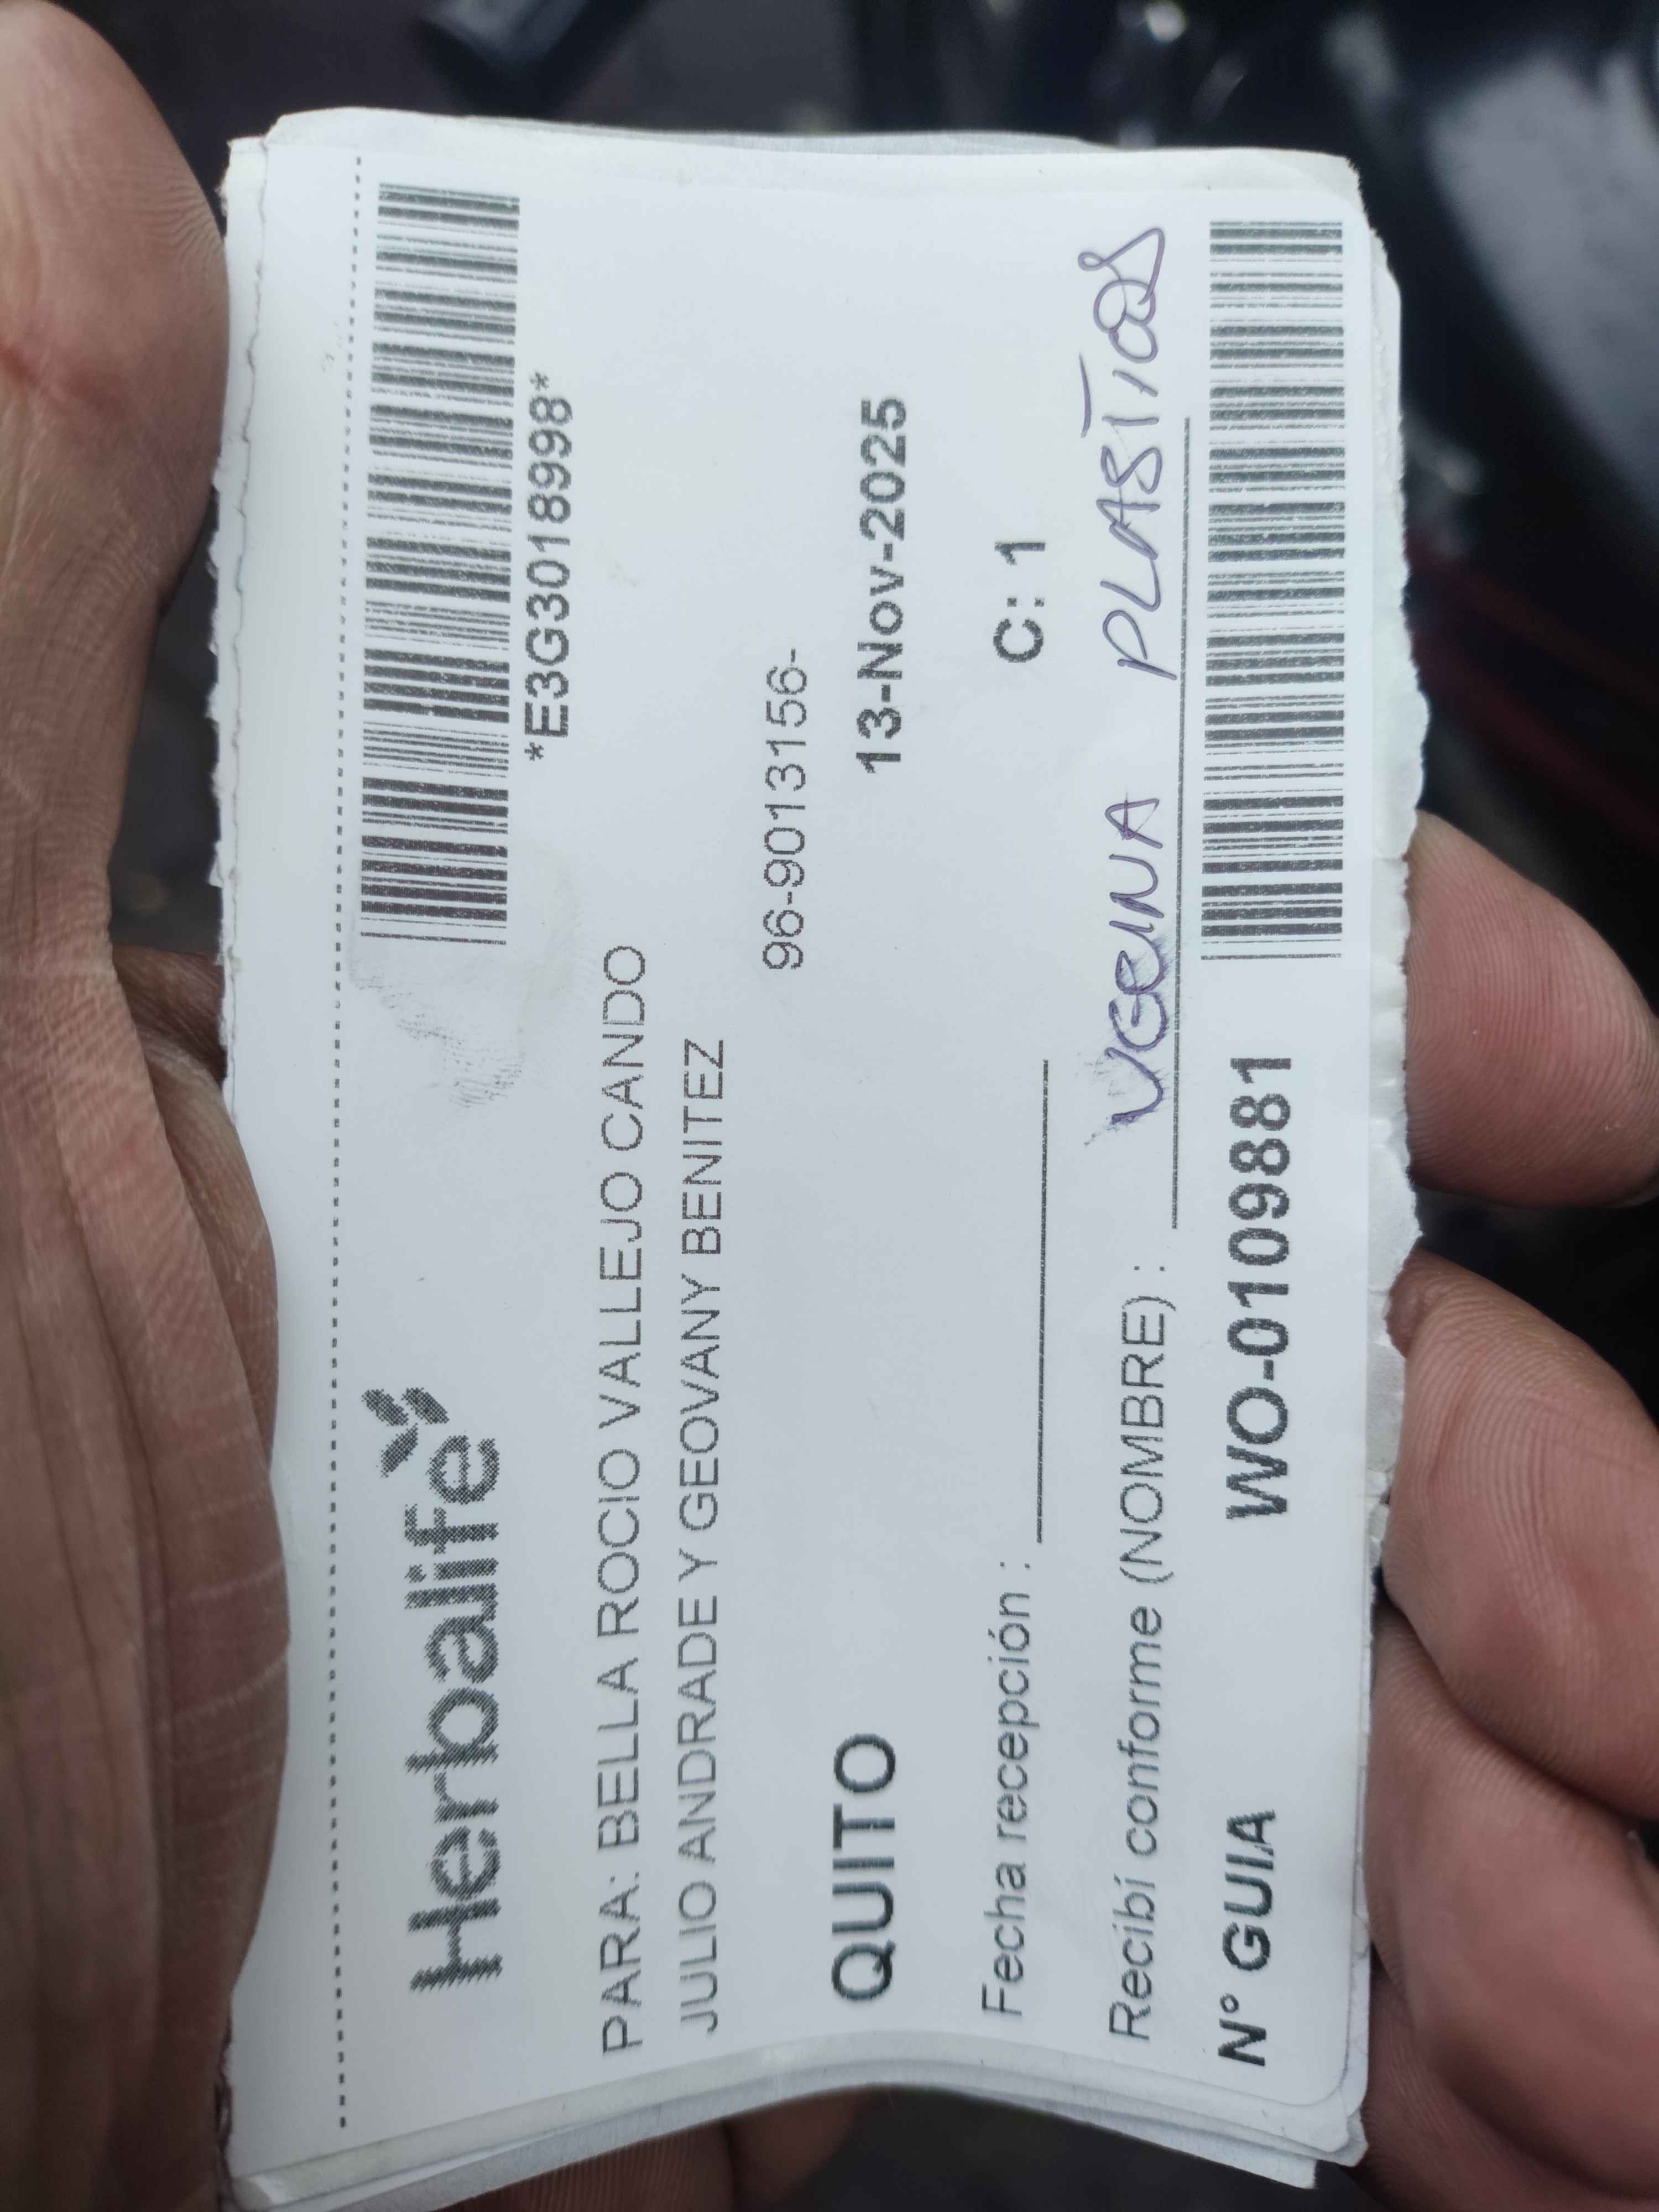 Herbalife
*E3G3018998*
PARA: BELLA ROCIO VALLEJO CANDO
JULIO ANDRADE Y GEOVANY BENITEZ
96-9013156-
QUITO 13-Nov-2025
Fecha recepción : C: 1
Recibí conforme (NOMBRE) : PLASTICOS
N° GUIA WO-0109881